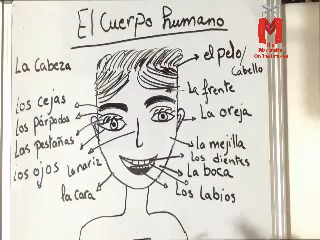 El Cuerpo humano
La Cabeza
el pelo/
Cabello
la frente
Los cejas
Los párpados
La oreja
Las pestañas
la mejilla
Los dientes
los ojos
la nariz
La boca
la cara
Los Labios
M